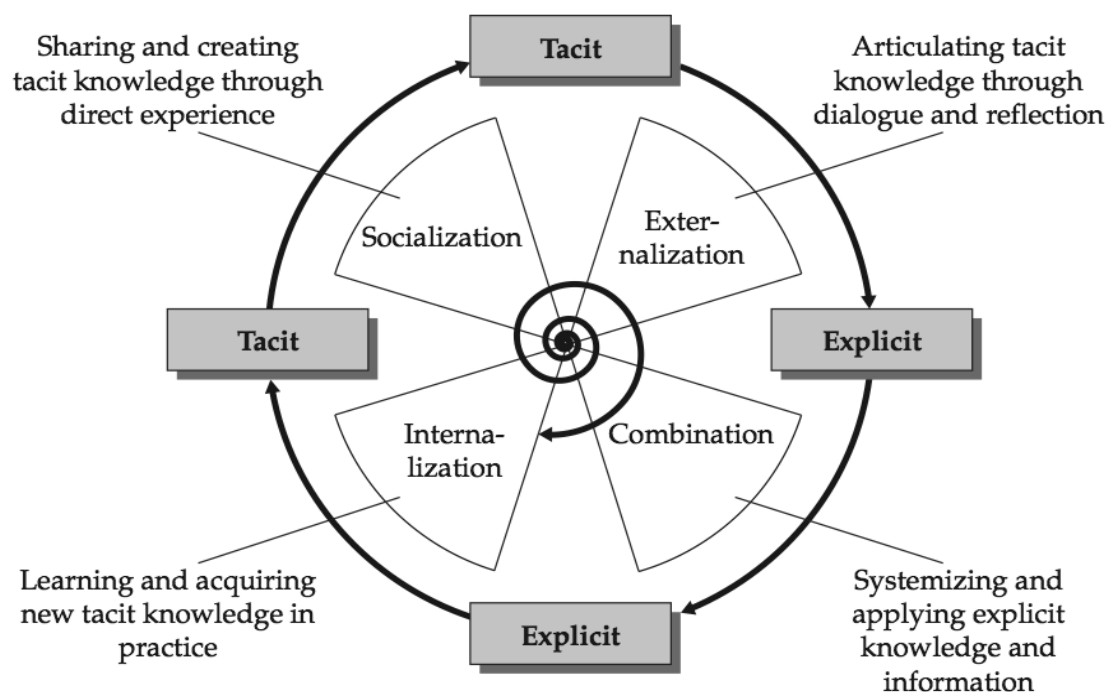 Tacit
Sharing and creating
tacit knowledge through
direct experience
Articulating tacit
knowledge through
dialogue and reflection
Socialization
Exter-
nalization
Tacit
Explicit
Interna-
lization
Combination
Learning and acquiring
new tacit knowledge in
practice
Explicit
Systemizing and
applying explicit
knowledge and
information